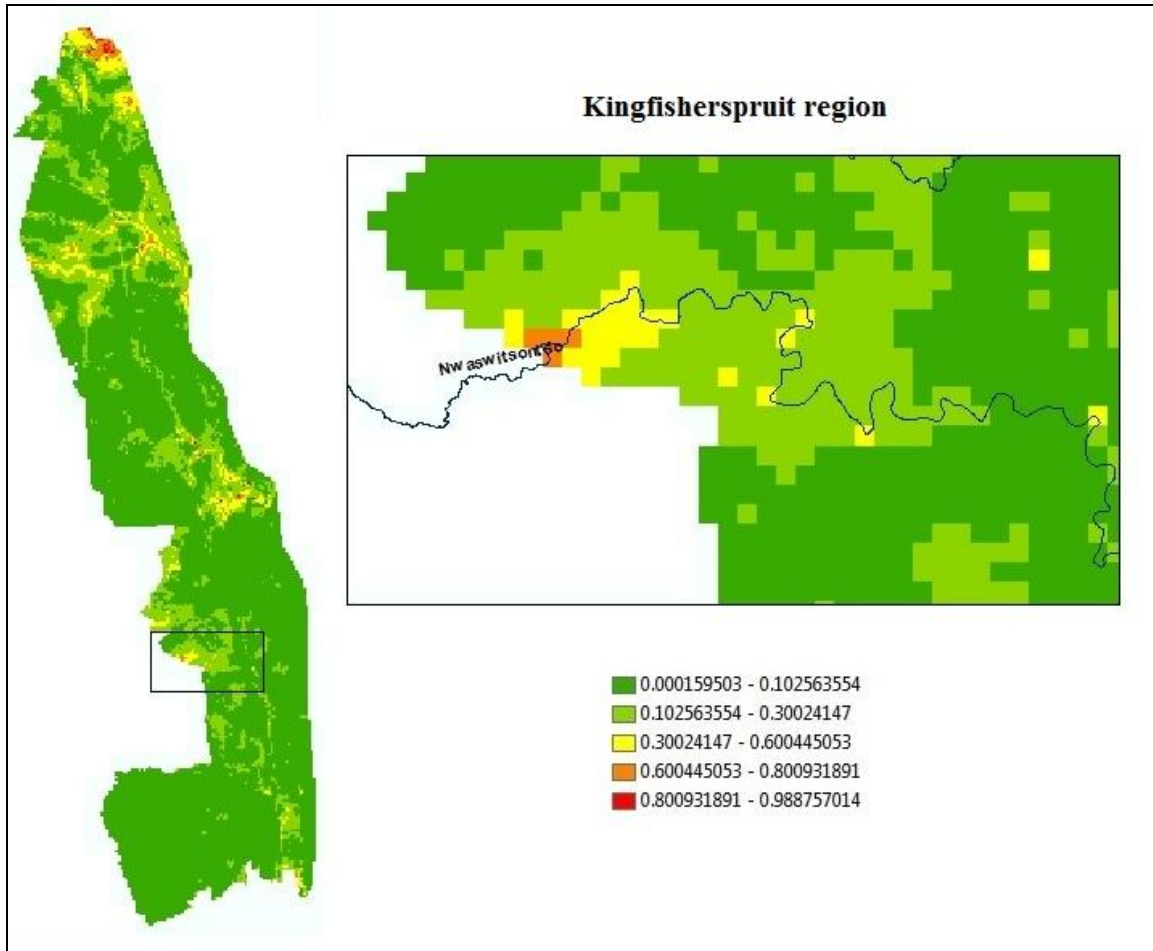 Kingfisherspruit region
Nwaswitsontso
0.000159503 - 0.102563554
0.102563554 - 0.30024147
0.30024147 - 0.600445053
0.600445053 - 0.800931891
0.800931891 - 0.988757014